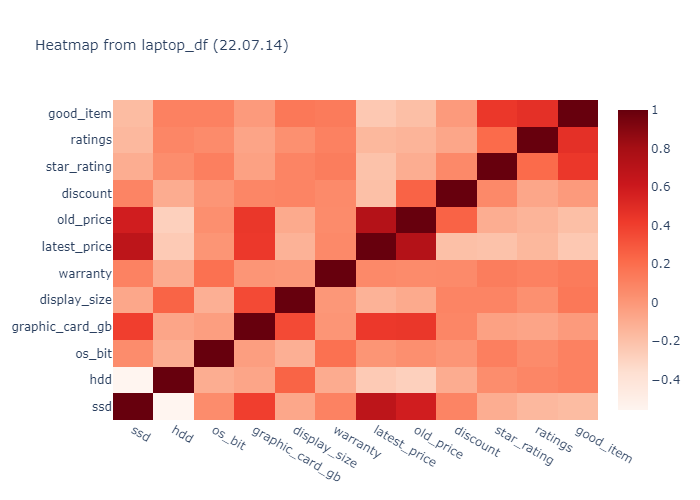 Heatmap from laptop_df (22.07.14)
good_item
ratings
star_rating
discount
old_price
latest_price
warranty
display_size
graphic_card_gb
os_bit
hdd
ssd
ssd
hdd
os_bit
graphic_card_gb
display_size
warranty
latest_price
old_price
discount
star_rating
ratings
good_item
1
0.8
0.6
0.4
0.2
0
−0.2
−0.4